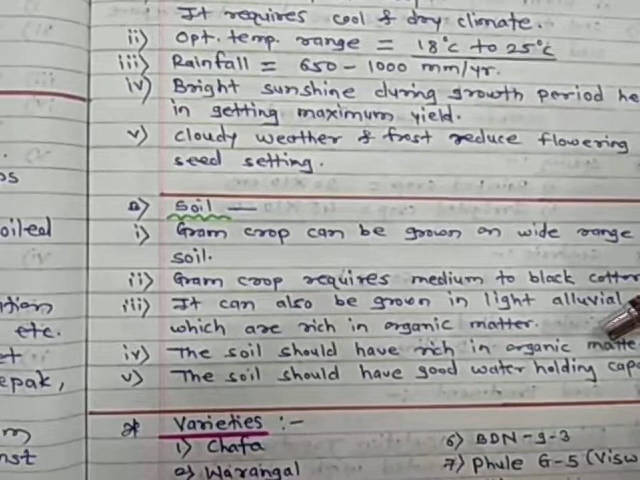 It requires cool & dry climate.
ii) Opt. temp. range = 18°c to 25°c
iii) Rainfall = 650 - 1000 mm/yr.
iv) Bright sunshine during growth period he
in getting maximum yield.
v) cloudy weather & frost reduce flowering
seed setting.
Soil —
i) Gram crop can be grown on wide range
soil.
ii) Gram crop requires medium to black cotton
iii) It can also be grown in light alluvial
which are rich in organic matter.
iv) The soil should have rich in organic matte
v) The soil should have good water holding capa
* Varieties :-
1) Chafa
6) BDN-9-3
2) Warangal
7) Phule G-5 (Visw
oiled
etc.
et
epak,
m
nst